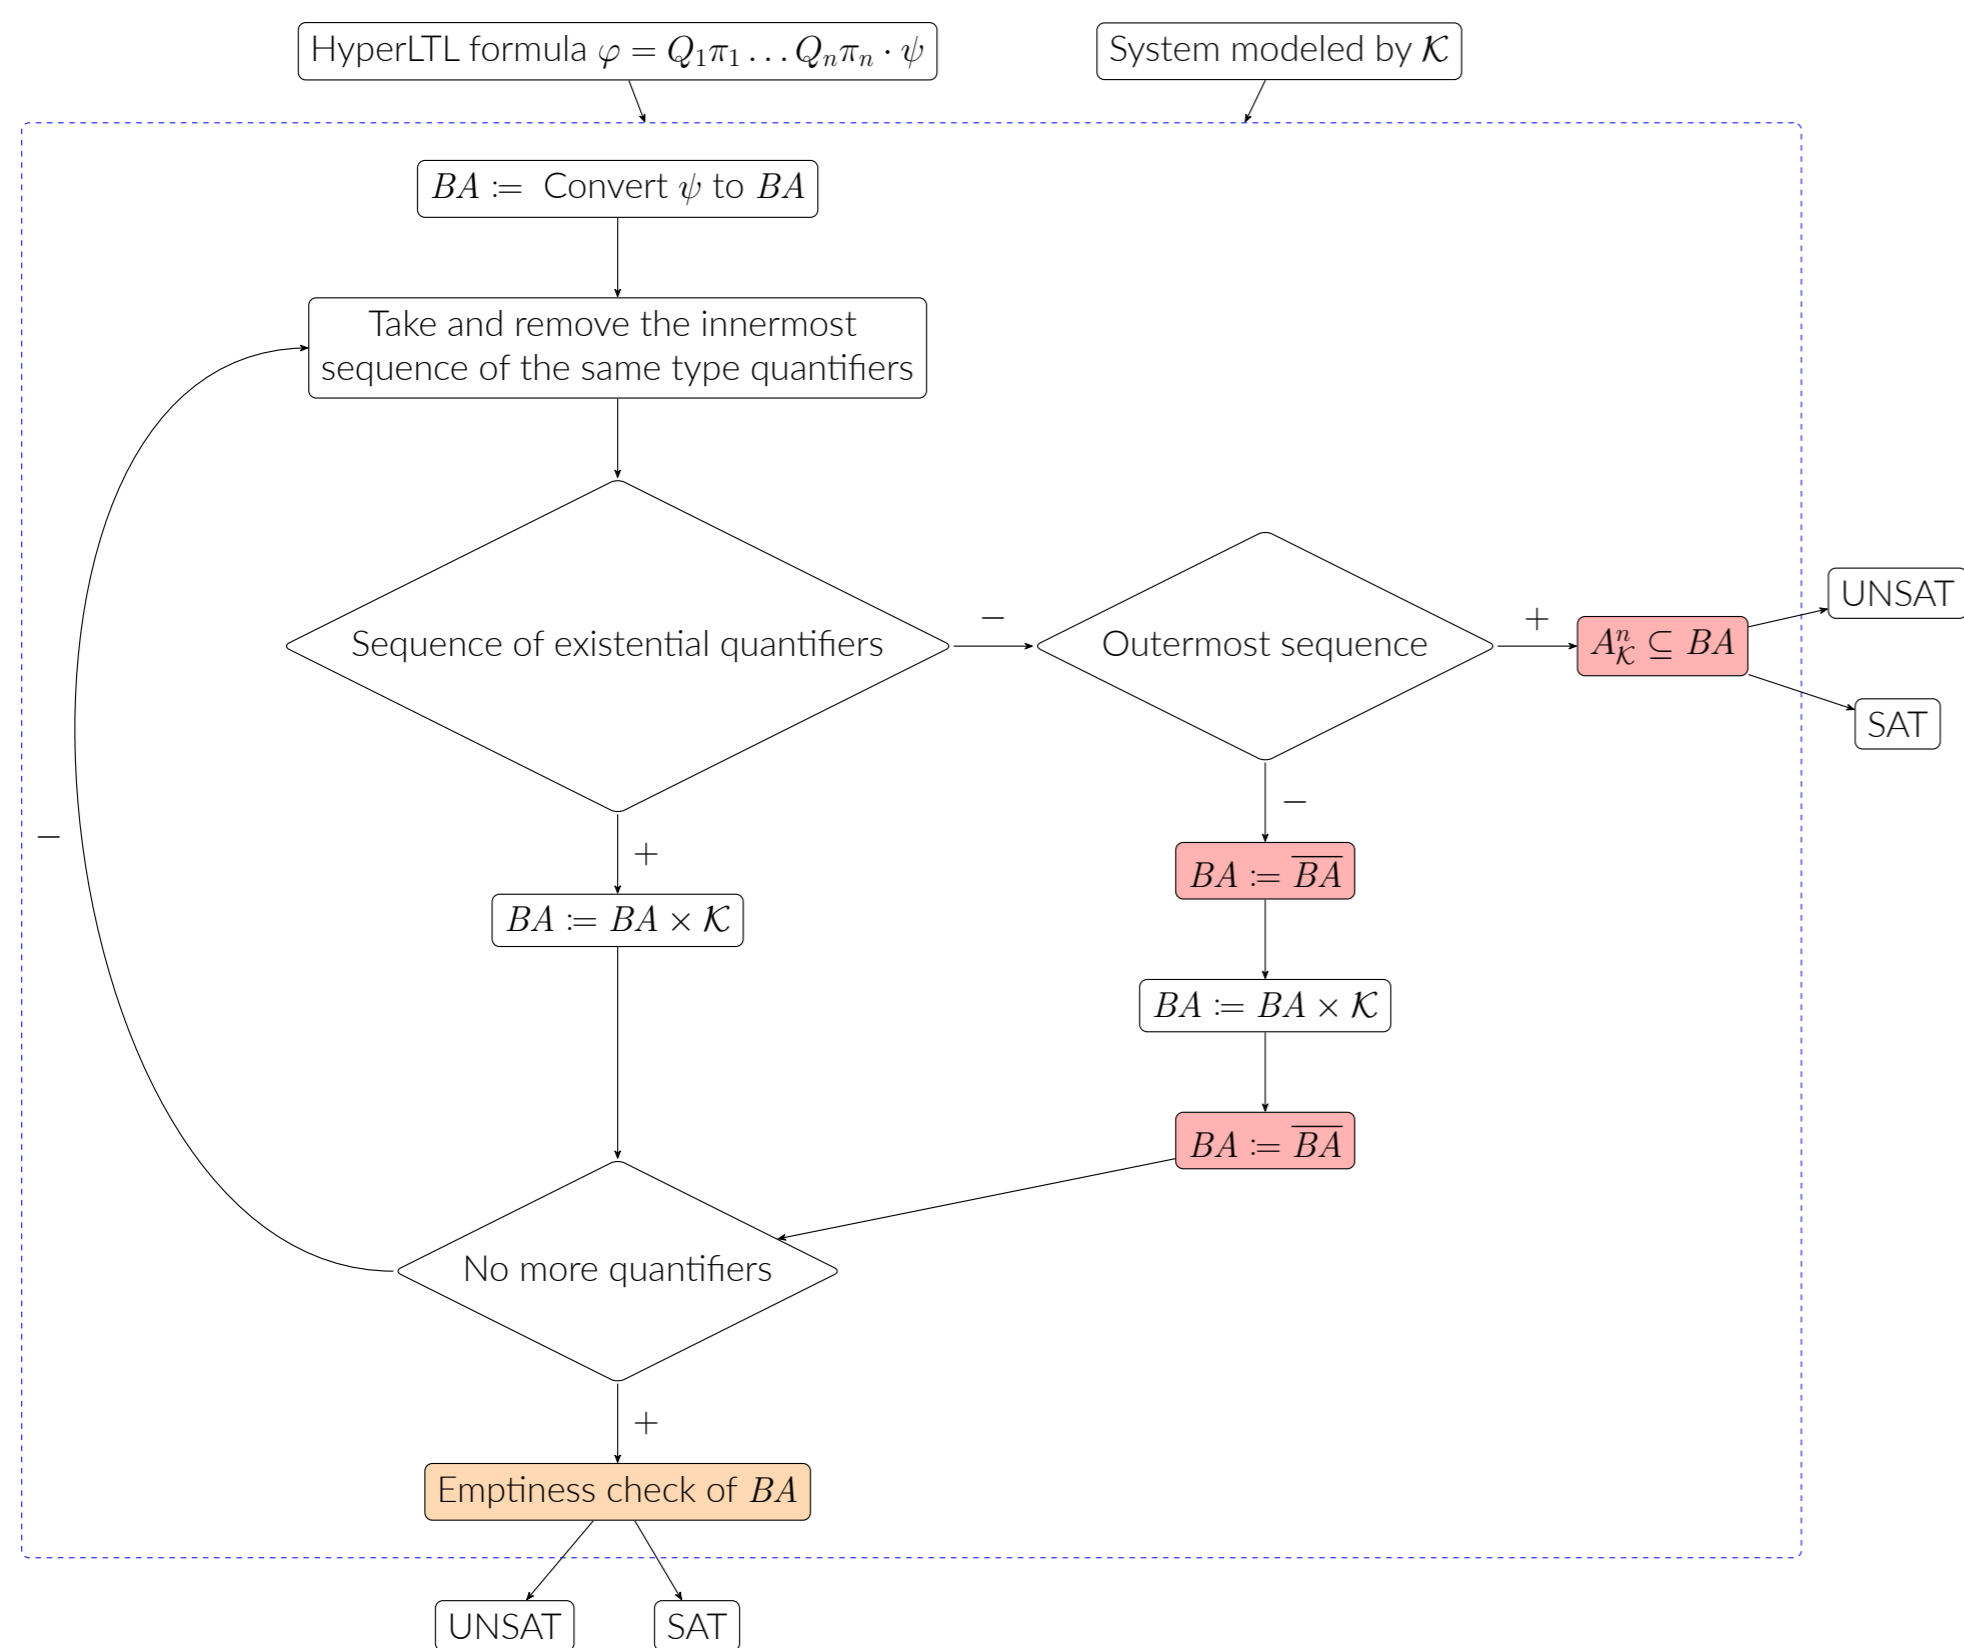 HyperLTL formula φ = Q₁π₁ … Qₙπₙ · ψ
System modeled by 𝒦
BA := Convert ψ to BA
Take and remove the innermost
sequence of the same type quantifiers
Sequence of existential quantifiers
−
Outermost sequence
+
A^n_𝒦 ⊆ BA
UNSAT
SAT
−
−
+
BA := B̅A̅
BA := BA × 𝒦
BA := BA × 𝒦
BA := B̅A̅
No more quantifiers
+
Emptiness check of BA
UNSAT
SAT